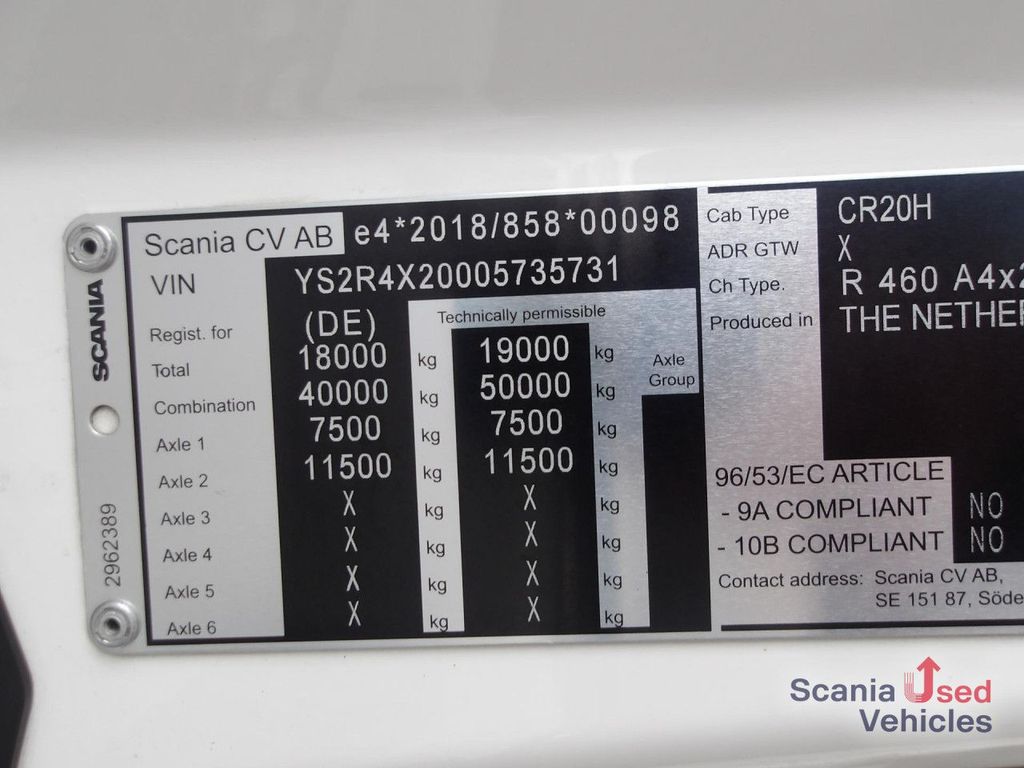 Scania CV AB e4*2018/858*00098
VIN YS2R4X20005735731
Regist. for (DE) Technically permissible
Total 18000 kg 19000 kg Axle Group
Combination 40000 kg 50000 kg
Axle 1 7500 kg 7500 kg
Axle 2 11500 kg 11500 kg
Axle 3 X kg X kg
Axle 4 X kg X kg
Axle 5 X kg X kg
Axle 6 X kg X kg
SCANIA
2962389
Cab Type CR20H
ADR GTW X
Ch Type. R 460 A4x2
Produced in THE NETHER
96/53/EC ARTICLE
- 9A COMPLIANT NO
- 10B COMPLIANT NO
Contact address: Scania CV AB,
SE 151 87, Söde
Scania Used
Vehicles